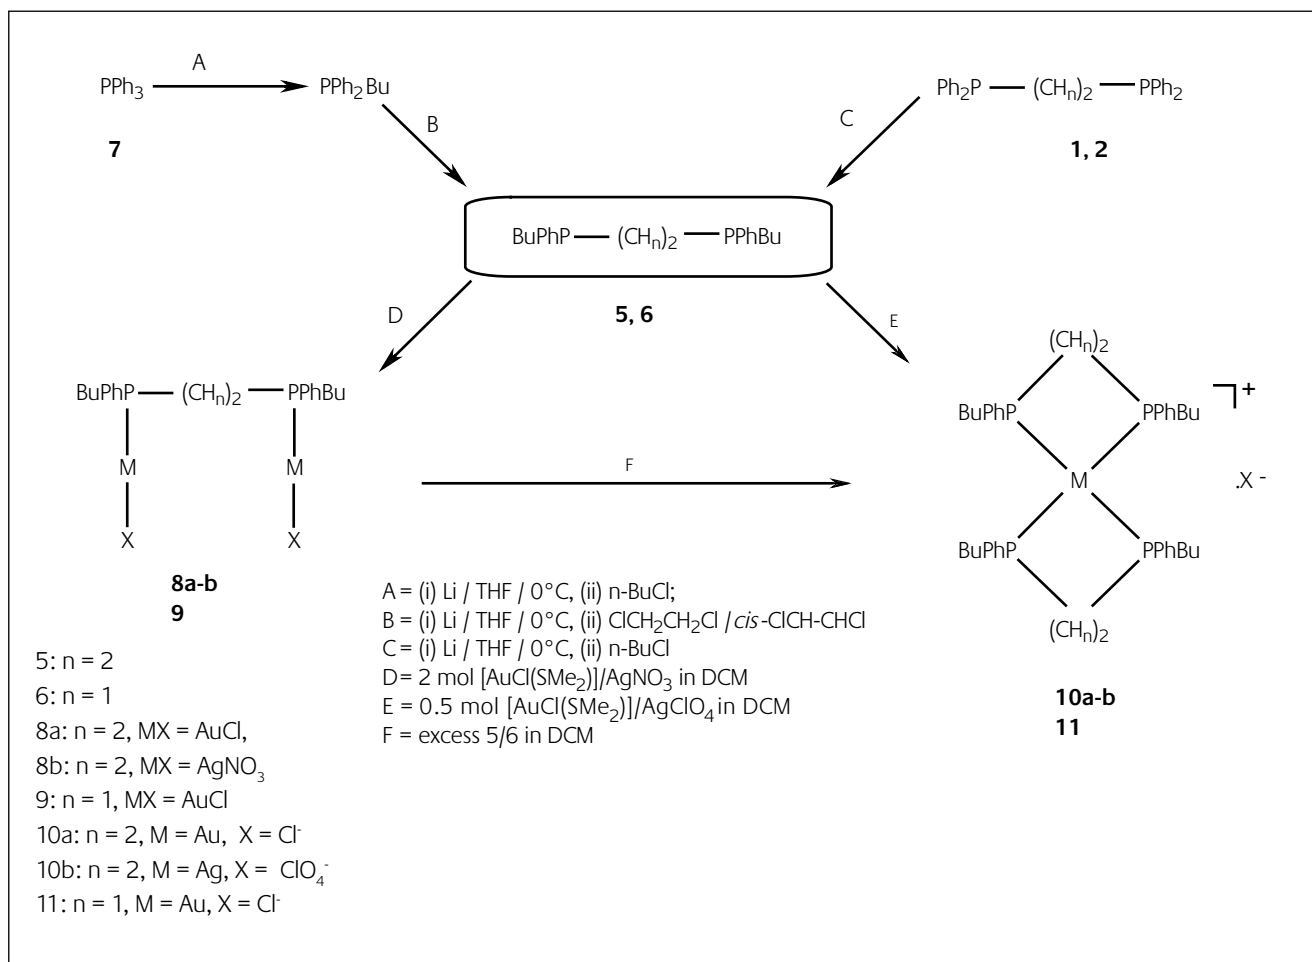 A
PPh3
PPh2Bu
7
B
Ph2P — (CHn)2 — PPh2
C
1, 2
BuPhP — (CHn)2 — PPhBu
5, 6
D
E
BuPhP — (CHn)2 — PPhBu
M
M
X
X
8a-b
9
F
(CHn)2
BuPhP
PPhBu
+
M
.X -
BuPhP
PPhBu
(CHn)2
10a-b
11
A = (i) Li / THF / 0°C, (ii) n-BuCl;
B = (i) Li / THF / 0°C, (ii) ClCH2CH2Cl / cis-ClCH-CHCl
C = (i) Li / THF / 0°C, (ii) n-BuCl
D = 2 mol [AuCl(SMe2)]/AgNO3 in DCM
E = 0.5 mol [AuCl(SMe2)]/AgClO4 in DCM
F = excess 5/6 in DCM
5: n = 2
6: n = 1
8a: n = 2, MX = AuCl,
8b: n = 2, MX = AgNO3
9: n = 1, MX = AuCl
10a: n = 2, M = Au, X = Cl-
10b: n = 2, M = Ag, X = ClO4-
11: n = 1, M = Au, X = Cl-